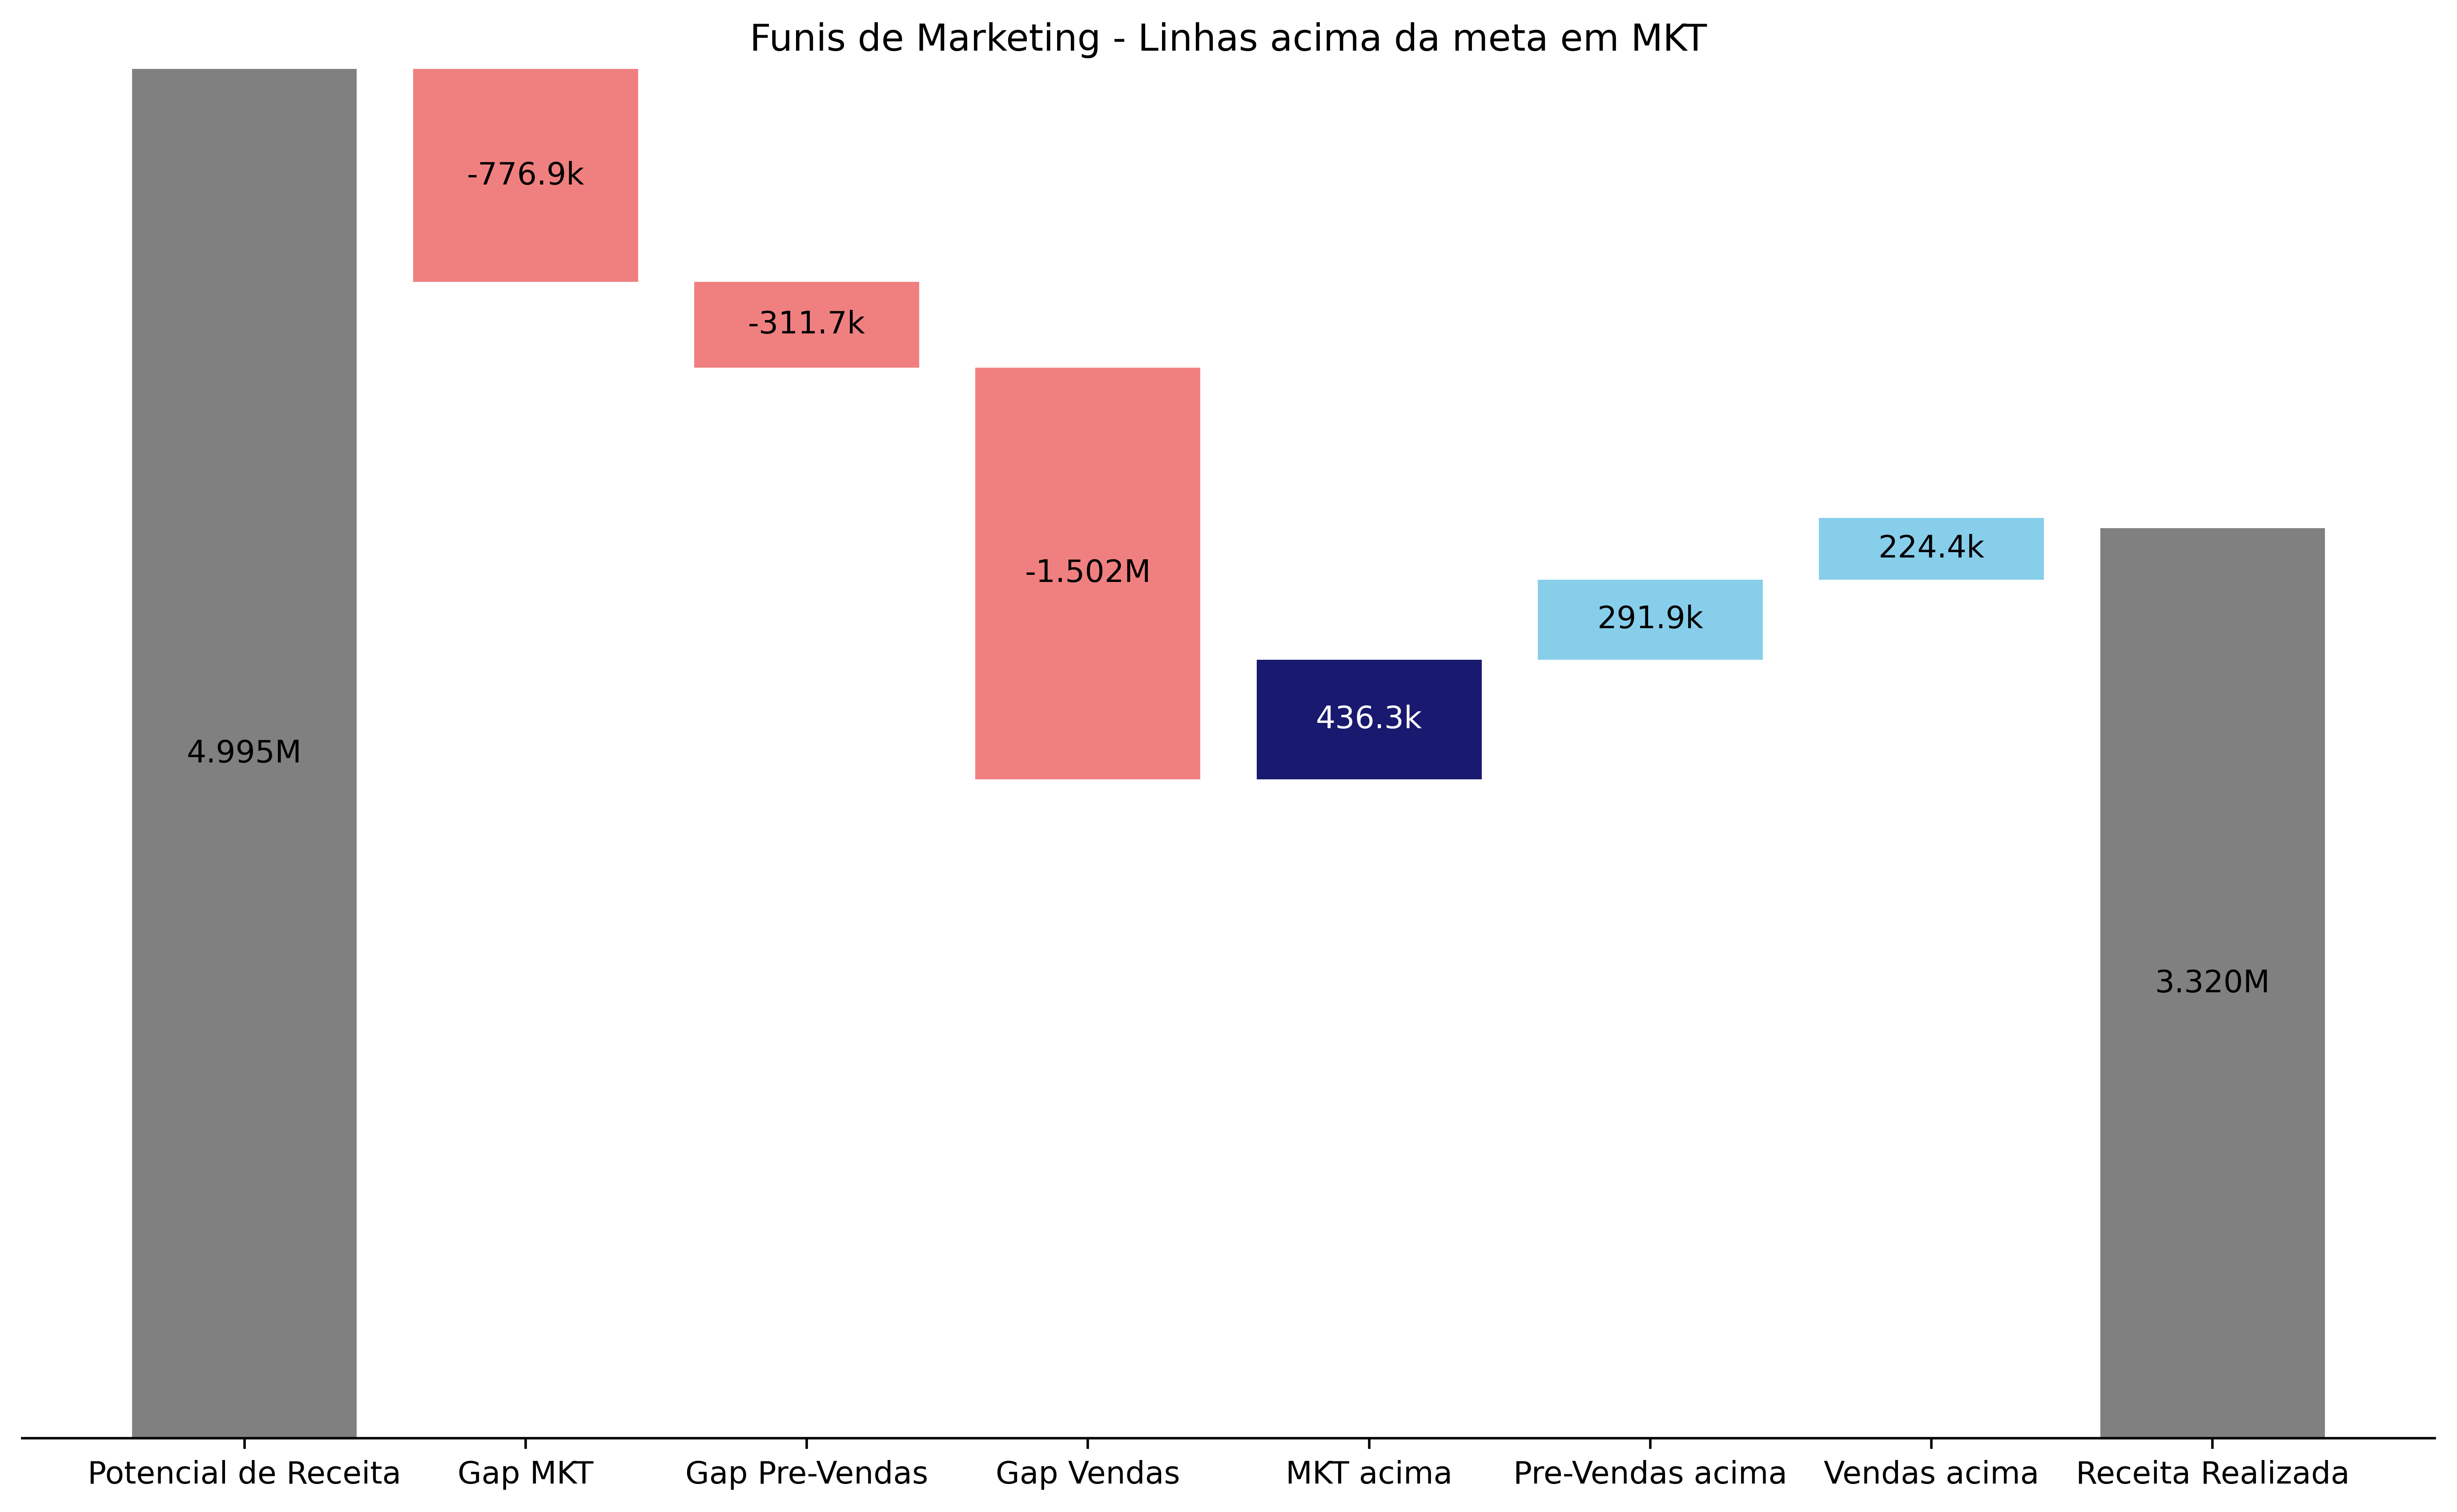 Funis de Marketing - Linhas acima da meta em MKT
-776.9k
-311.7k
224.4k
-1.502M
291.9k
436.3k
4.995M
3.320M
Potencial de Receita Gap MKT Gap Pre-Vendas Gap Vendas MKT acima Pre-Vendas acima Vendas acima Receita Realizada